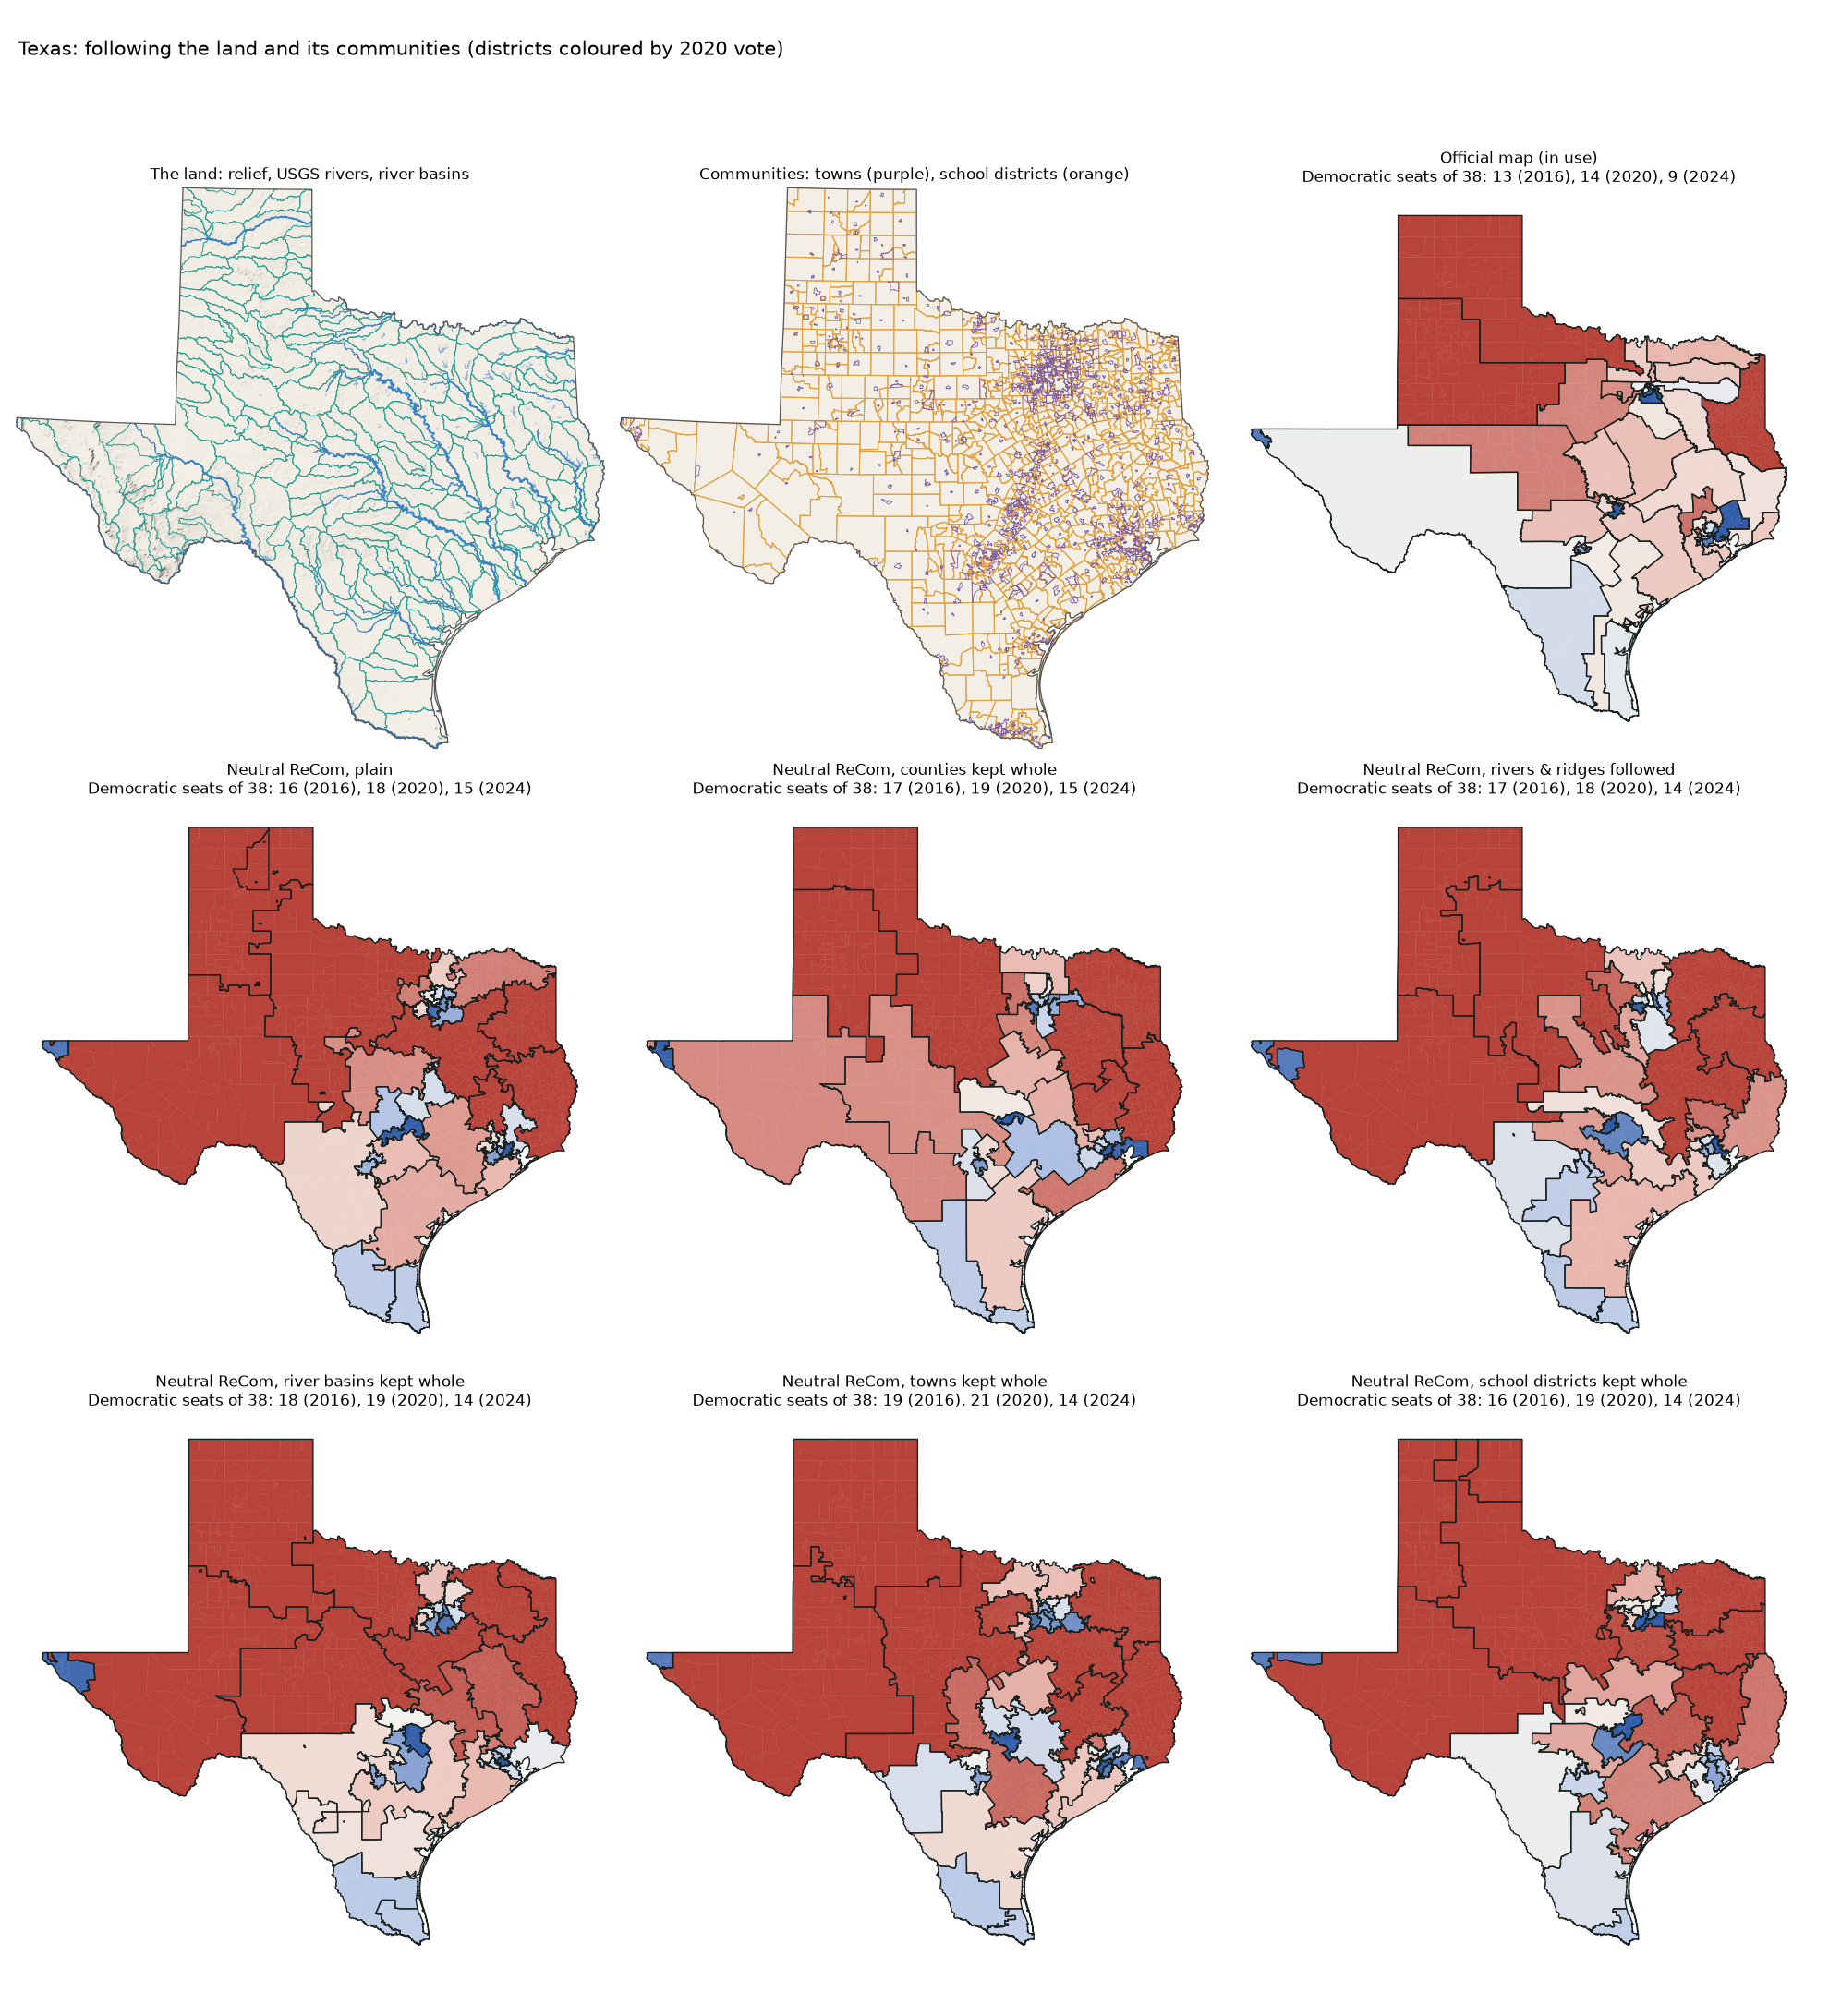 Texas: following the land and its communities (districts coloured by 2020 vote)
The land: relief, USGS rivers, river basins
Communities: towns (purple), school districts (orange)
Official map (in use)
Democratic seats of 38: 13 (2016), 14 (2020), 9 (2024)
Neutral ReCom, plain
Democratic seats of 38: 16 (2016), 18 (2020), 15 (2024)
Neutral ReCom, counties kept whole
Democratic seats of 38: 17 (2016), 19 (2020), 15 (2024)
Neutral ReCom, rivers & ridges followed
Democratic seats of 38: 17 (2016), 18 (2020), 14 (2024)
Neutral ReCom, river basins kept whole
Democratic seats of 38: 18 (2016), 19 (2020), 14 (2024)
Neutral ReCom, towns kept whole
Democratic seats of 38: 19 (2016), 21 (2020), 14 (2024)
Neutral ReCom, school districts kept whole
Democratic seats of 38: 16 (2016), 19 (2020), 14 (2024)